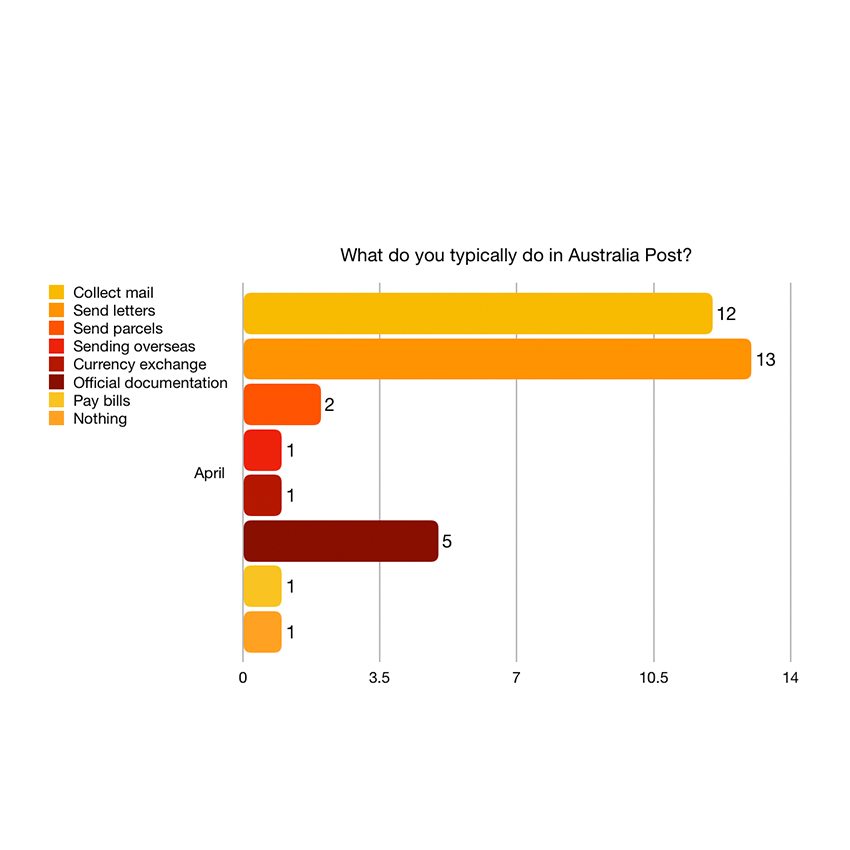 What do you typically do in Australia Post?
Collect mail
Send letters
Send parcels
Sending overseas
Currency exchange
Official documentation
Pay bills
Nothing
April
12
13
2
1
1
5
1
1
0 3.5 7 10.5 14